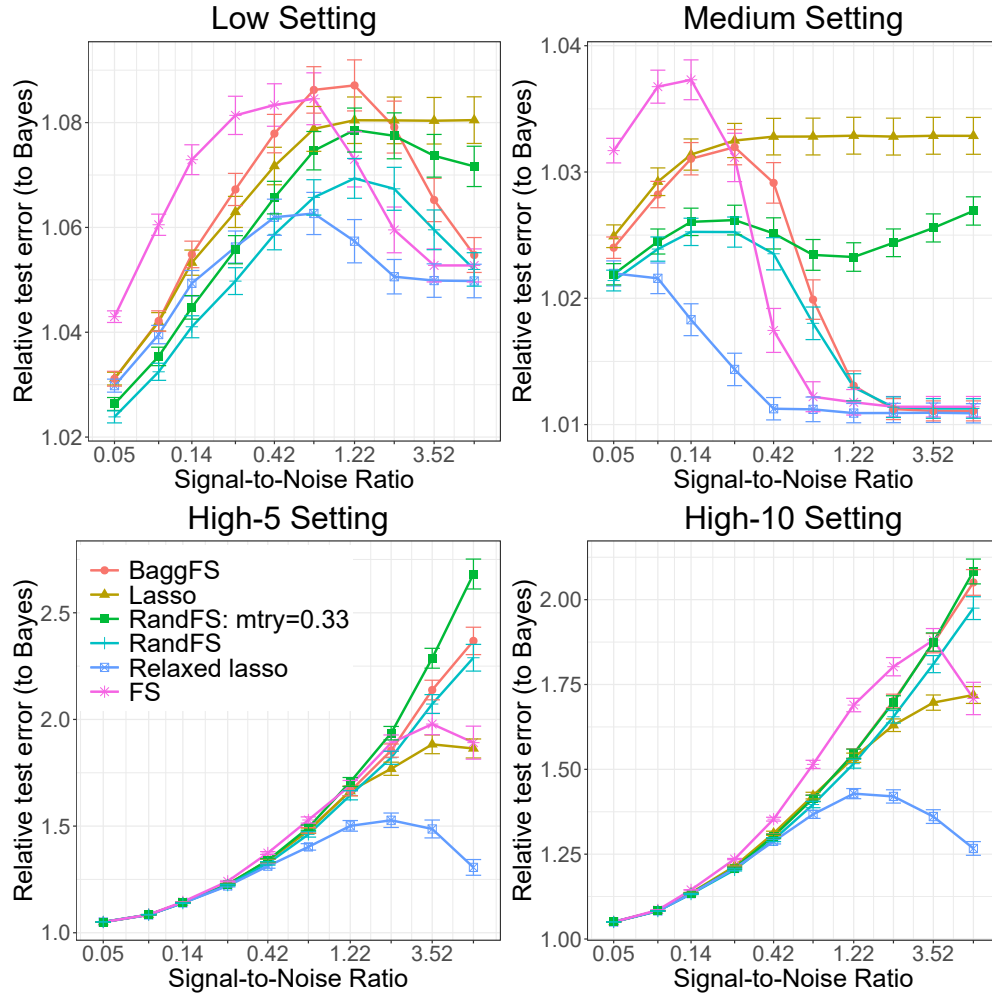 Low Setting
Relative test error (to Bayes)
1.08
1.06
1.04
1.02
0.05 0.14 0.42 1.22 3.52
Signal-to-Noise Ratio
Medium Setting
Relative test error (to Bayes)
1.04
1.03
1.02
1.01
0.05 0.14 0.42 1.22 3.52
Signal-to-Noise Ratio
High-5 Setting
Relative test error (to Bayes)
2.5
2.0
1.5
1.0
BaggFS
Lasso
RandFS: mtry=0.33
RandFS
Relaxed lasso
FS
0.05 0.14 0.42 1.22 3.52
Signal-to-Noise Ratio
High-10 Setting
Relative test error (to Bayes)
2.00
1.75
1.50
1.25
1.00
0.05 0.14 0.42 1.22 3.52
Signal-to-Noise Ratio